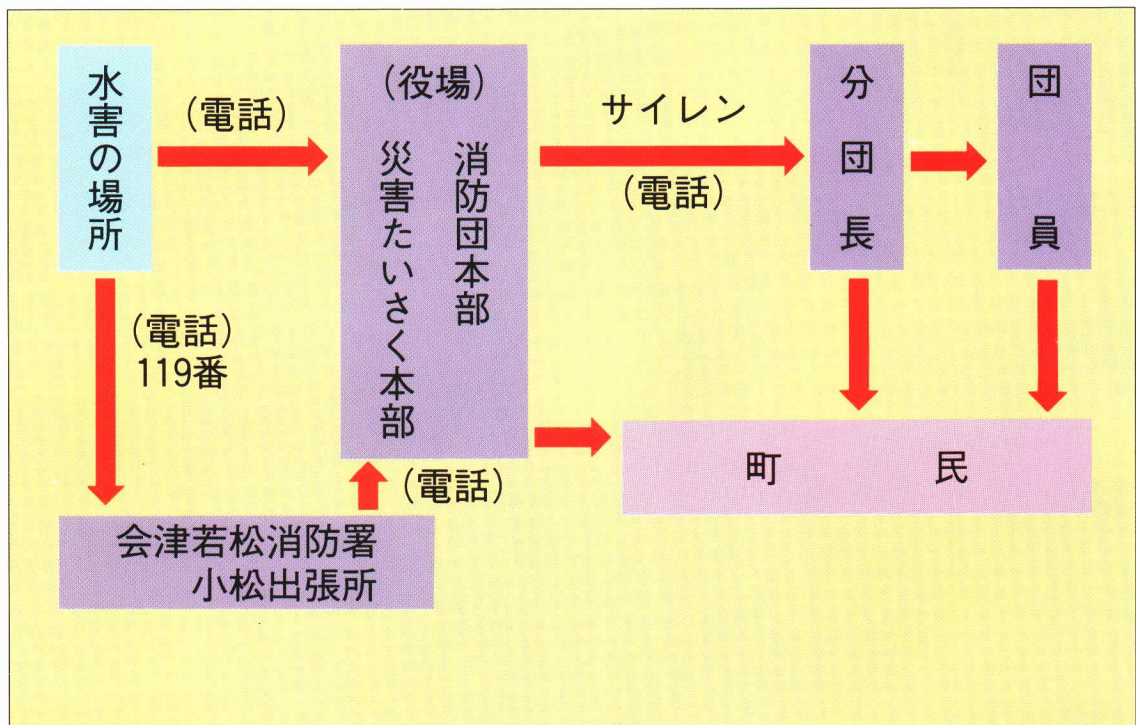 水害の場所
(電話)
(役場)
消防団本部
災害たいさく本部
サイレン
(電話)
分団長
団員
(電話)
119番
(電話)
町民
会津若松消防署
小松出張所